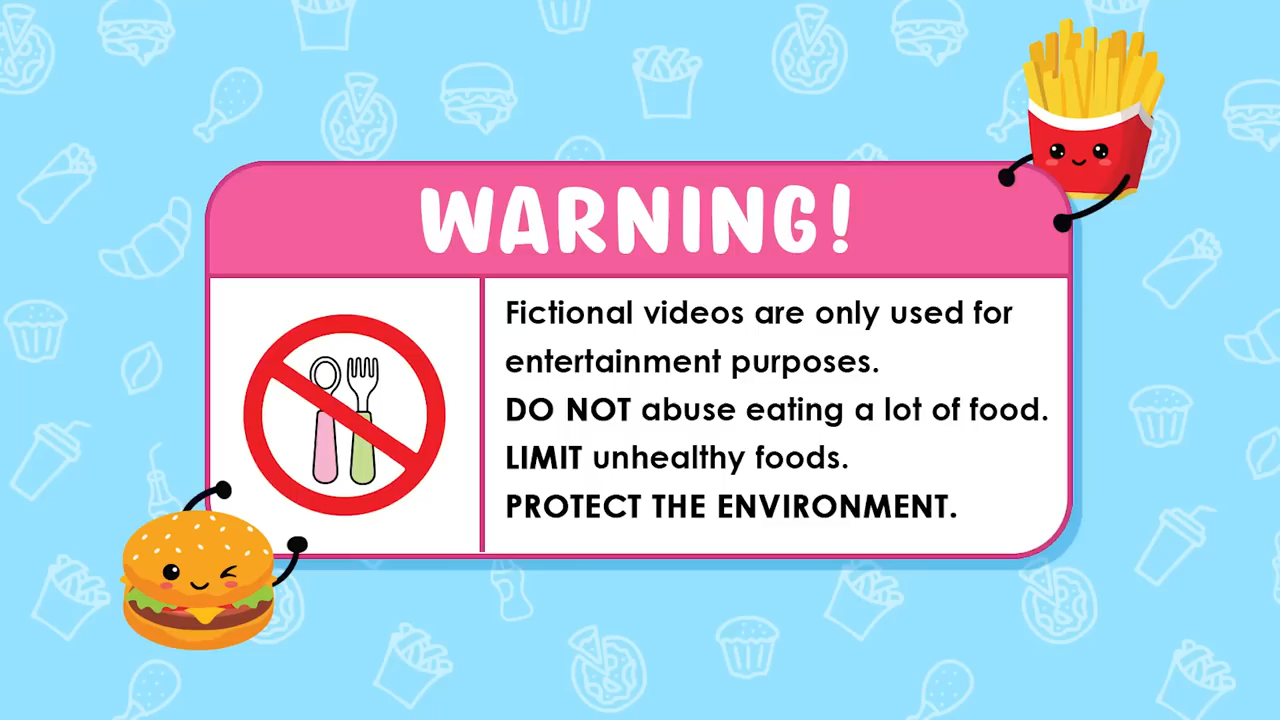 WARNING!
Fictional videos are only used for
entertainment purposes.
DO NOT abuse eating a lot of food.
LIMIT unhealthy foods.
PROTECT THE ENVIRONMENT.